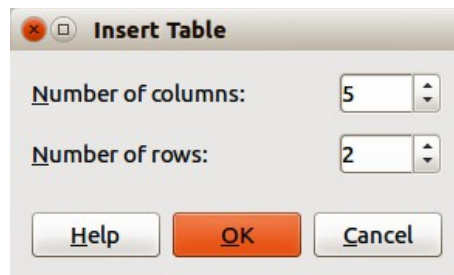 Insert Table
Number of columns: 5
Number of rows: 2
Help OK Cancel